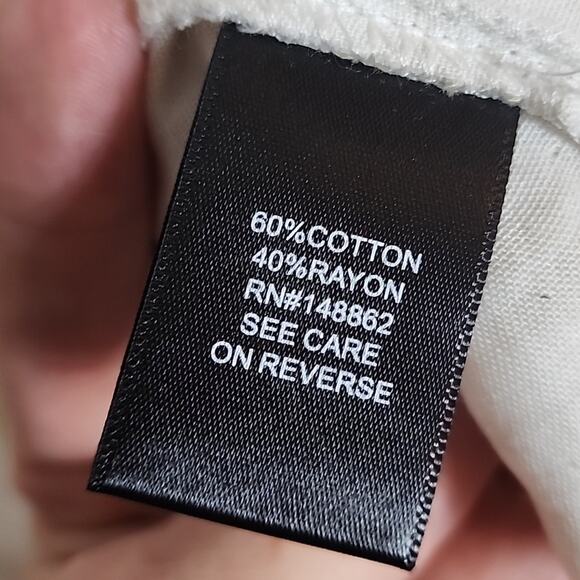 60%COTTON
40%RAYON
RN#148862
SEE CARE
ON REVERSE